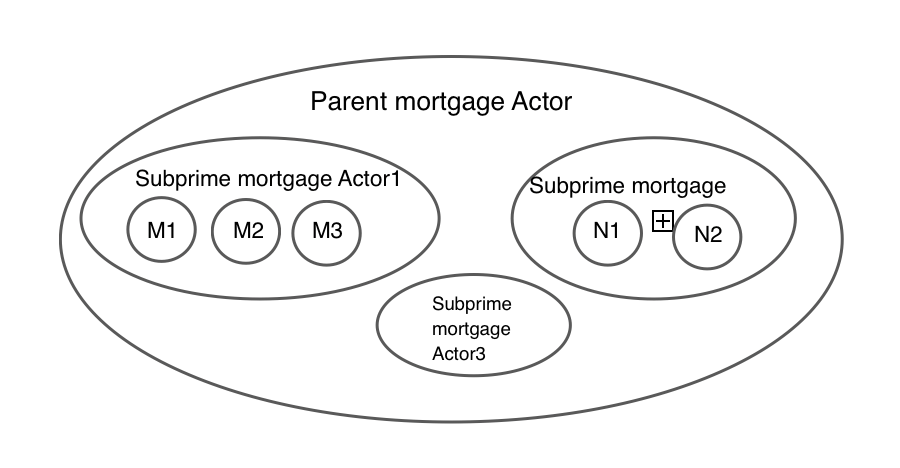 Parent mortgage Actor
Subprime mortgage Actor1
M1 M2 M3
Subprime mortgage
N1 N2
Subprime
mortgage
Actor3